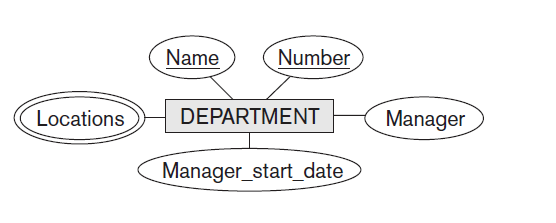 Name
Number
Locations
DEPARTMENT
Manager
Manager_start_date